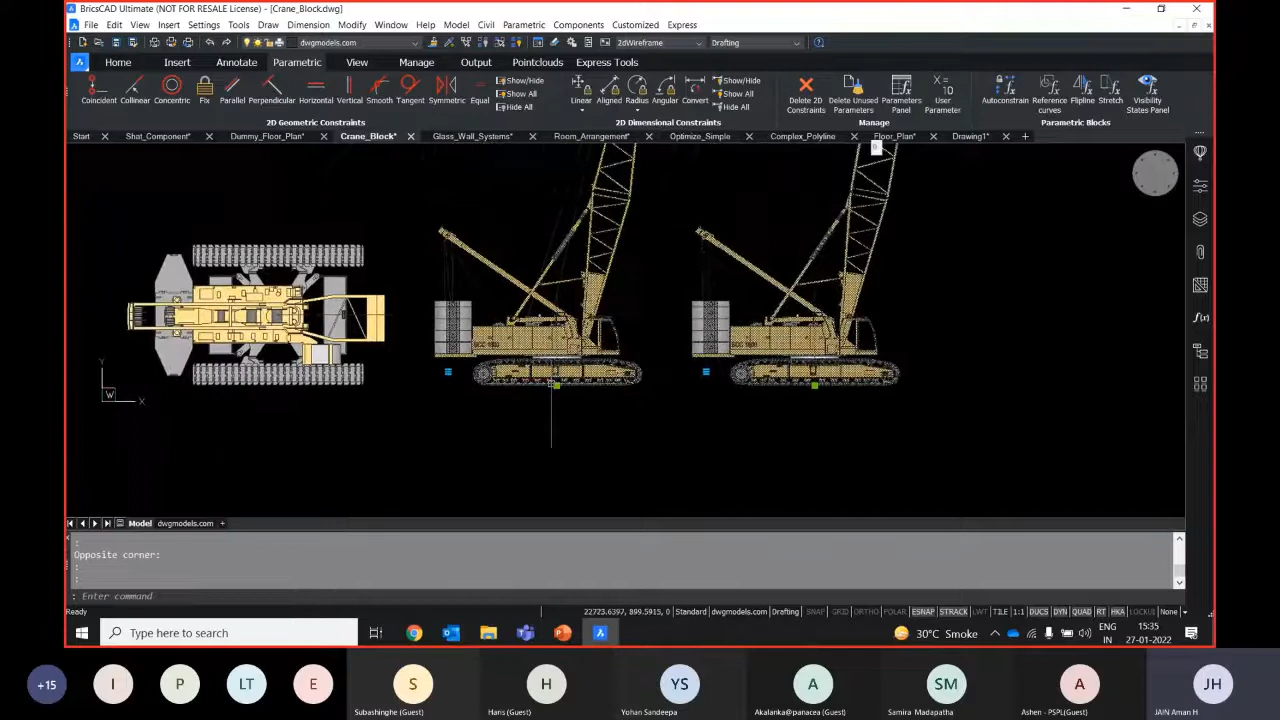 BricsCAD Ultimate (NOT FOR RESALE License) - [Crane_Block.dwg]
File Edit View Insert Settings Tools Draw Dimension Modify Window Help Model Civil Parametric Components Customized Express
dwgmodels.com 2dWireframe Drafting
Home Insert Annotate Parametric View Manage Output Pointclouds Express Tools
Coincident Collinear Concentric Fix Parallel Perpendicular Horizontal Vertical Smooth Tangent Symmetric Equal
Show/Hide
Show All
Hide All
2D Geometric Constraints
Linear Aligned Radius Angular Convert
Show/Hide
Show All
Hide All
2D Dimensional Constraints
Delete 2D Constraints
Delete Unused Parameters
Parameters Panel
User Parameter
Manage
Autoconstrain
Reference curves
Flipline
Stretch
Visibility States Panel
Parametric Blocks
Start Shat_Component* Dummy_Floor_Plan* Crane_Block* Glass_Wall_Systems* Room_Arrangement* Optimize_Simple Complex_Polyline Floor_Plan* Drawing1*
Y
W
X
Model dwgmodels.com +
:
Opposite corner:
:
:
: Enter command
Ready
22723.6397, 899.5915, 0 Standard dwgmodels.com Drafting SNAP GRID ORTHO POLAR ESNAP STRACK LWT TILE 1:1 DUCS DYN QUAD RT HKA LOCKUI None
Type here to search
30°C Smoke
ENG
IN
15:35
27-01-2022
+15 I P LT E S H YS A SM A JH
Subashinghe (Guest) Haris (Guest) Yohan Sandeepa Akalanka@panacea (Guest) Samira Madapatha Ashen - PSPL(Guest) JAIN Aman H